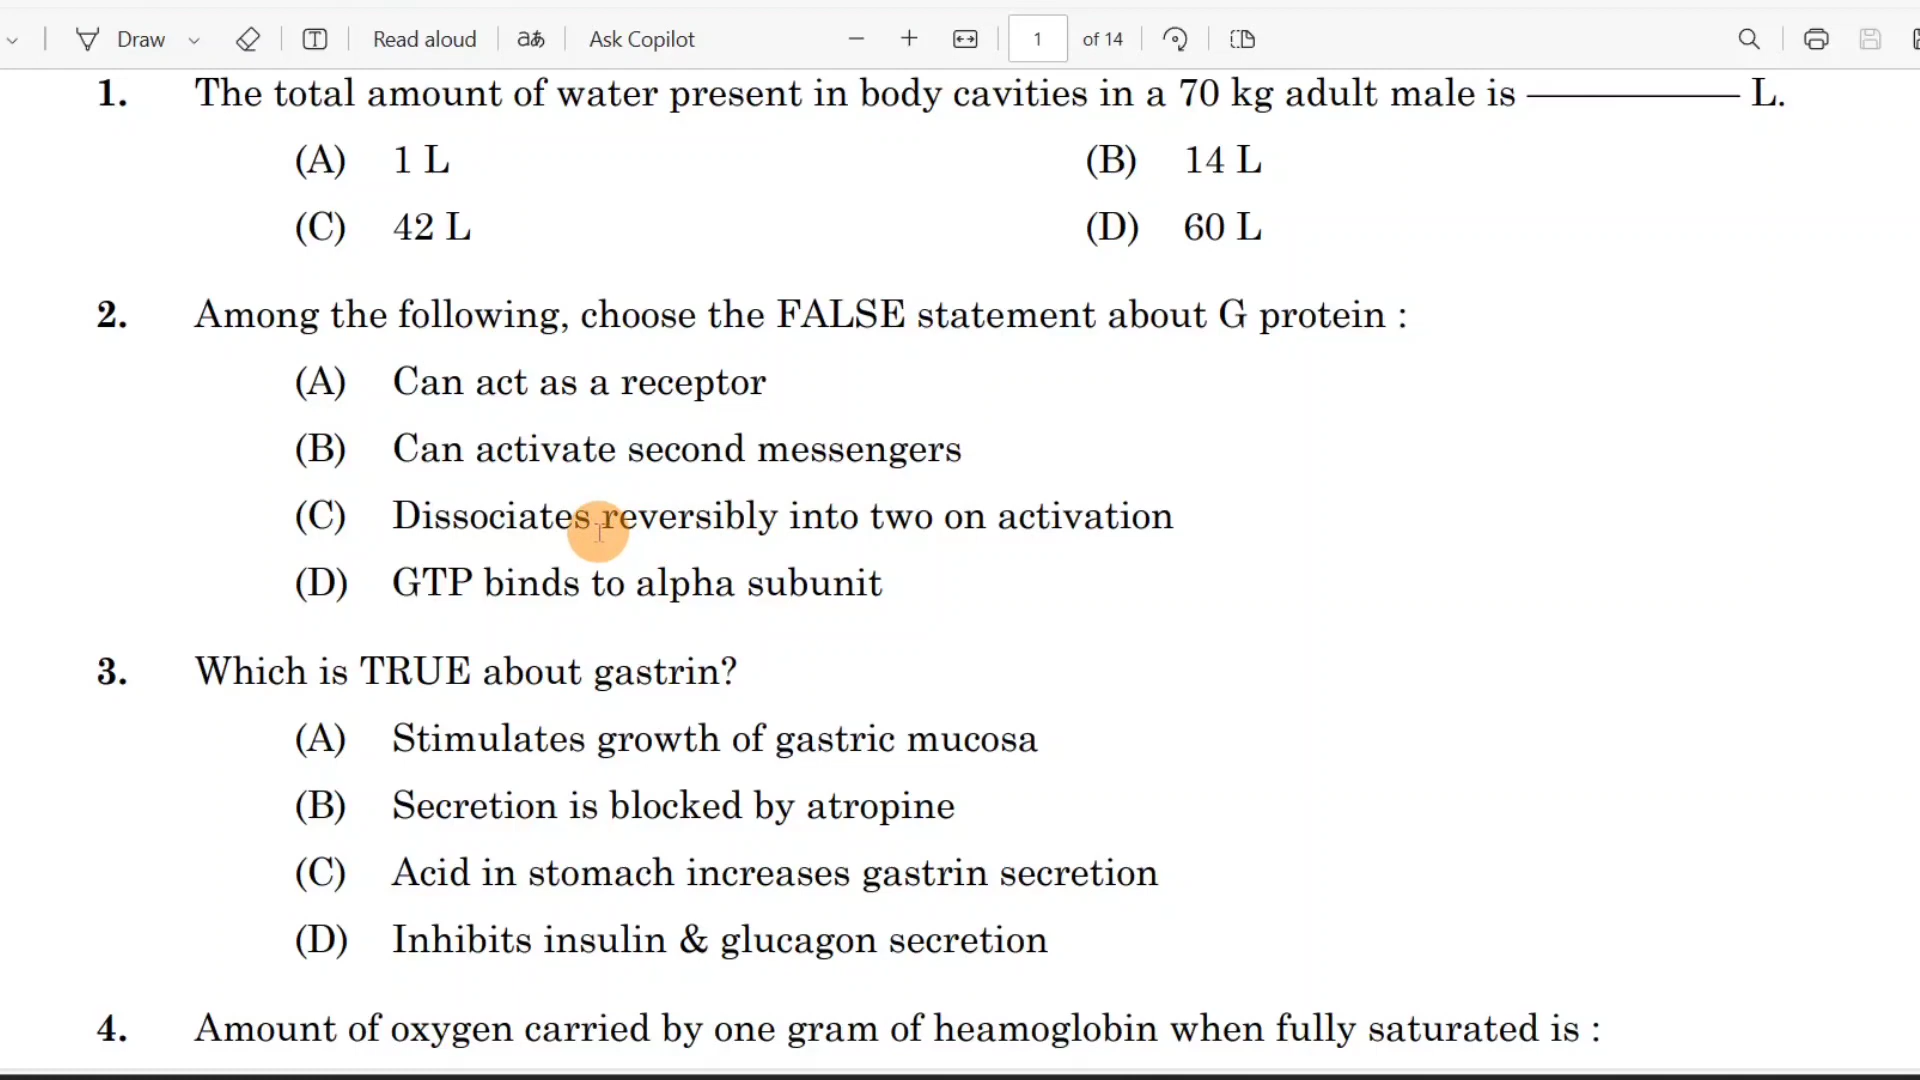 Draw Read aloud aあ Ask Copilot 1 of 14
1. The total amount of water present in body cavities in a 70 kg adult male is ————— L.
(A) 1 L (B) 14 L
(C) 42 L (D) 60 L
2. Among the following, choose the FALSE statement about G protein :
(A) Can act as a receptor
(B) Can activate second messengers
(C) Dissociates reversibly into two on activation
(D) GTP binds to alpha subunit
3. Which is TRUE about gastrin?
(A) Stimulates growth of gastric mucosa
(B) Secretion is blocked by atropine
(C) Acid in stomach increases gastrin secretion
(D) Inhibits insulin & glucagon secretion
4. Amount of oxygen carried by one gram of heamoglobin when fully saturated is :